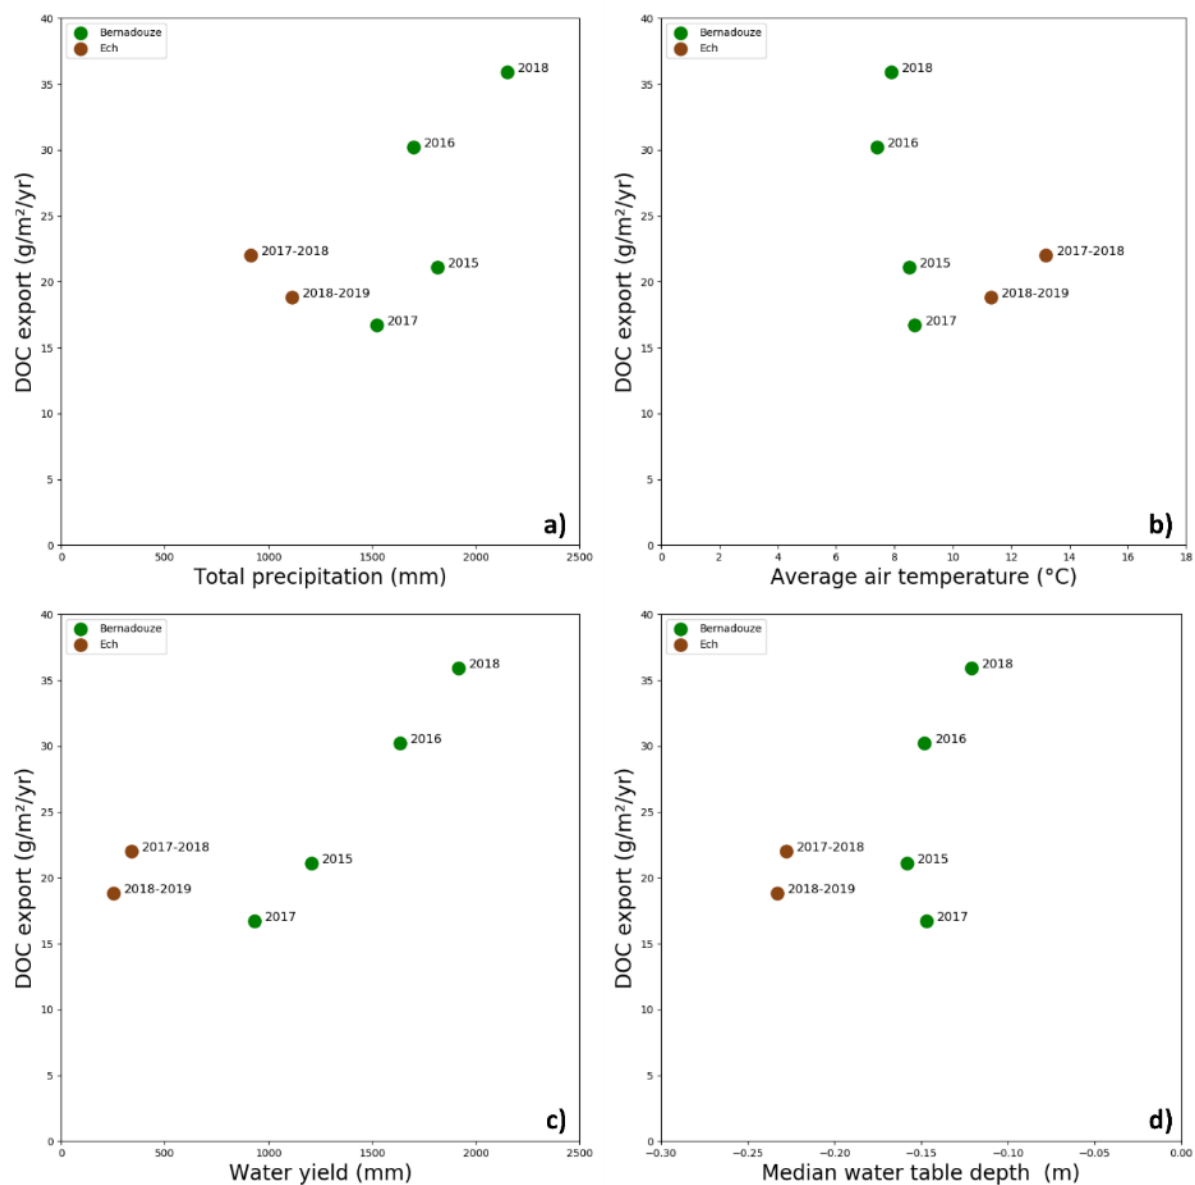 40
35
30
25
20
15
10
5
0
DOC export (g/m²/yr)
Bernadouze
Ech
2018
2016
2017-2018
2015
2018-2019
2017
a)
0 500 1000 1500 2000 2500
Total precipitation (mm)
40
35
30
25
20
15
10
5
0
DOC export (g/m²/yr)
Bernadouze
Ech
2018
2016
2017-2018
2015
2018-2019
2017
b)
0 2 4 6 8 10 12 14 16 18
Average air temperature (°C)
40
35
30
25
20
15
10
5
0
DOC export (g/m²/yr)
Bernadouze
Ech
2018
2016
2017-2018
2015
2018-2019
2017
c)
0 500 1000 1500 2000 2500
Water yield (mm)
40
35
30
25
20
15
10
5
0
DOC export (g/m²/yr)
Bernadouze
Ech
2018
2016
2017-2018
2015
2018-2019
2017
d)
−0.30 −0.25 −0.20 −0.15 −0.10 −0.05 0.00
Median water table depth (m)